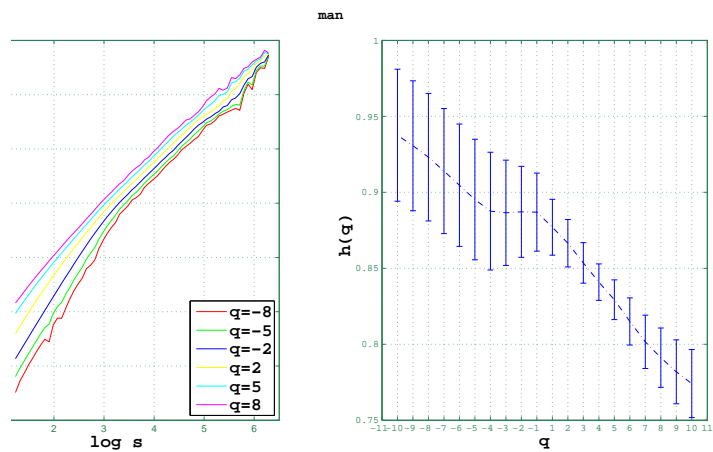 man
1
0.95
0.9
0.85
0.8
0.75
h(q)
q=-8
q=-5
q=-2
q=2
q=5
q=8
2 3 4 5 6
log s
-11 -10 -9 -8 -7 -6 -5 -4 -3 -2 -1 1 2 3 4 5 6 7 8 9 10 11
q